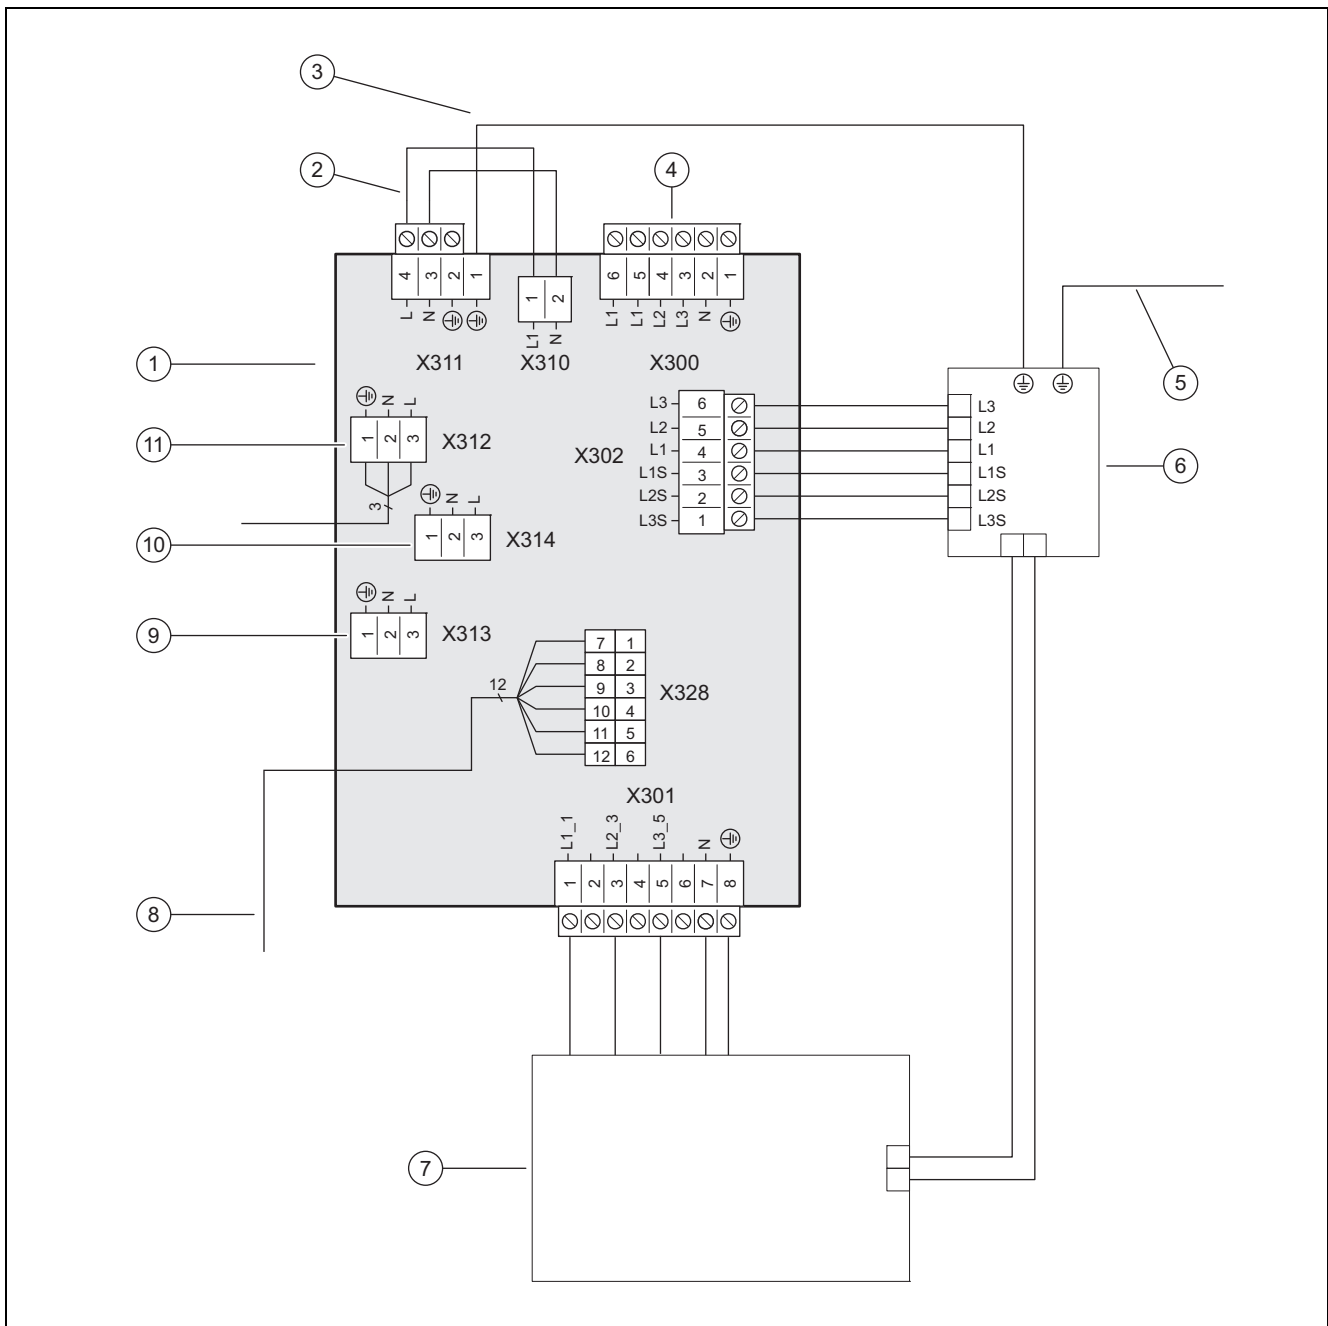 3
2
4
4 3 2 1
L N
X311
1 2
L1 N
X310
6 5 4 3 2 1
L1 L1 L2 L3 N
X300
1
5
L3 6
L2 5
L1 4
L1S 3
L2S 2
L3S 1
X302
L3
L2
L1
L1S
L2S
L3S
6
11
N L
1 2 3
X312
3
10
N L
1 2 3
X314
9
N L
1 2 3
X313
12
7 1
8 2
9 3
10 4
11 5
12 6
X328
X301
L1_1 L2_3 L3_5 N
1 2 3 4 5 6 7 8
8
7